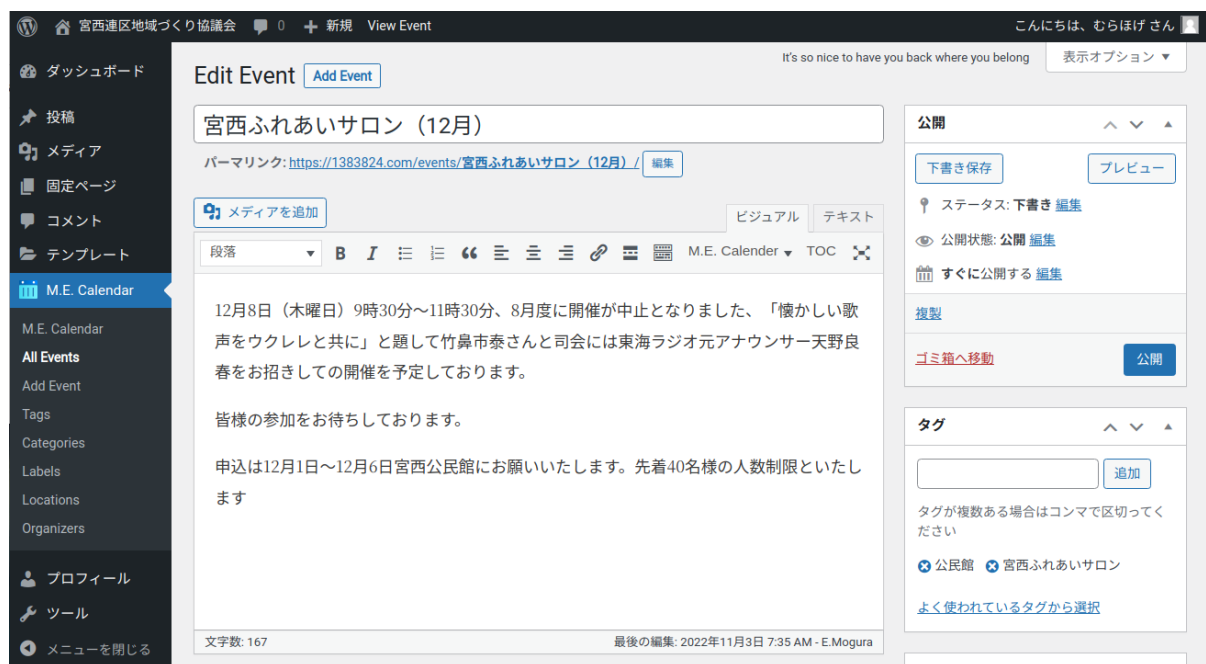 宮西連区地域づくり協議会 0 新規 View Event こんにちは、むらほげ さん
It's so nice to have you back where you belong
表示オプション ▼
ダッシュボード
投稿
メディア
固定ページ
コメント
テンプレート
M.E. Calendar
M.E. Calendar
All Events
Add Event
Tags
Categories
Labels
Locations
Organizers
プロフィール
ツール
メニューを閉じる
Edit Event Add Event
宮西ふれあいサロン（12月）
パーマリンク: https://1383824.com/events/宮西ふれあいサロン（12月）/ 編集
メディアを追加
ビジュアル テキスト
段落 B I M.E. Calender TOC
12月8日（木曜日）9時30分～11時30分、8月度に開催が中止となりました、「懐かしい歌
声をウクレレと共に」と題して竹鼻市泰さんと司会には東海ラジオ元アナウンサー天野良
春をお招きしての開催を予定しております。
皆様の参加をお待ちしております。
申込は12月1日～12月6日宮西公民館にお願いいたします。先着40名様の人数制限といたし
ます
文字数: 167 最後の編集: 2022年11月3日 7:35 AM - E.Mogura
公開
下書き保存 プレビュー
ステータス: 下書き 編集
公開状態: 公開 編集
すぐに公開する 編集
複製
ゴミ箱へ移動 公開
タグ
追加
タグが複数ある場合はコンマで区切ってく
ださい
公民館 宮西ふれあいサロン
よく使われているタグから選択